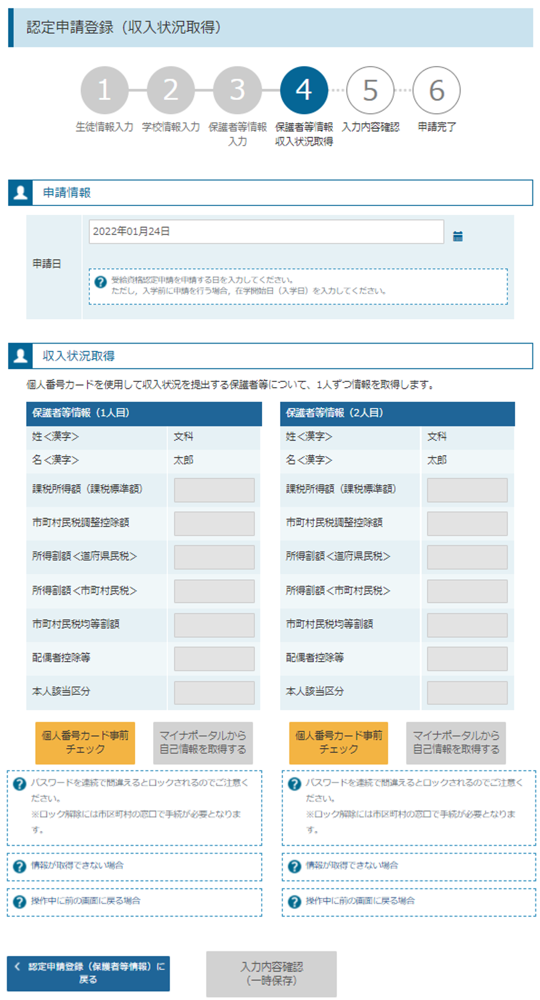 認定申請登録（収入状況取得）
1
2
3
4
5
6
生徒情報入力
学校情報入力
保護者等情報
入力
保護者等情報
収入状況取得
入力内容確認
申請完了
申請情報
申請日
2022年01月24日
受給資格認定申請を申請する日を入力してください。
ただし，入学前に申請を行う場合，在学開始日（入学日）を入力してください。
収入状況取得
個人番号カードを使用して収入状況を提出する保護者等について、1人ずつ情報を取得します。
保護者等情報（1人目）
姓＜漢字＞ 文科
名＜漢字＞ 太郎
課税所得額（課税標準額）
市町村民税調整控除額
所得割額＜道府県民税＞
所得割額＜市町村民税＞
市町村民税均等割額
配偶者控除等
本人該当区分
個人番号カード事前
チェック
マイナポータルから
自己情報を取得する
パスワードを連続で間違えるとロックされるのでご注意く
ださい。
※ロック解除には市区町村の窓口で手続が必要となりま
す。
情報が取得できない場合
操作中に前の画面に戻る場合
保護者等情報（2人目）
姓＜漢字＞ 文科
名＜漢字＞ 太郎
課税所得額（課税標準額）
市町村民税調整控除額
所得割額＜道府県民税＞
所得割額＜市町村民税＞
市町村民税均等割額
配偶者控除等
本人該当区分
個人番号カード事前
チェック
マイナポータルから
自己情報を取得する
パスワードを連続で間違えるとロックされるのでご注意く
ださい。
※ロック解除には市区町村の窓口で手続が必要となりま
す。
情報が取得できない場合
操作中に前の画面に戻る場合
認定申請登録（保護者等情報）に
戻る
入力内容確認
（一時保存）